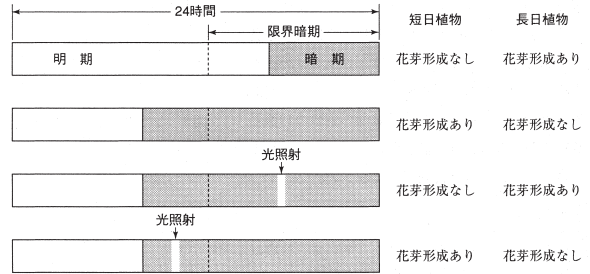 24時間 短日植物 長日植物
限界暗期
明　期 暗　期 花芽形成なし 花芽形成あり
花芽形成あり 花芽形成なし
光照射
花芽形成なし 花芽形成あり
光照射
花芽形成あり 花芽形成なし